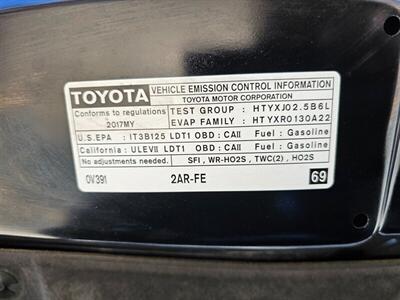 TOYOTA VEHICLE EMISSION CONTROL INFORMATION
TOYOTA MOTOR CORPORATION
Conforms to regulations TEST GROUP : HTYXJ02.5B6L
2017MY EVAP FAMILY : HTYXR0130A22
U.S.EPA : IT3B125 LDT1 OBD : CAII Fuel : Gasoline
California : ULEVII LDT1 OBD : CAII Fuel : Gasoline
No adjustments needed. SFI, WR-HO2S, TWC(2), HO2S
0V391 2AR-FE 69